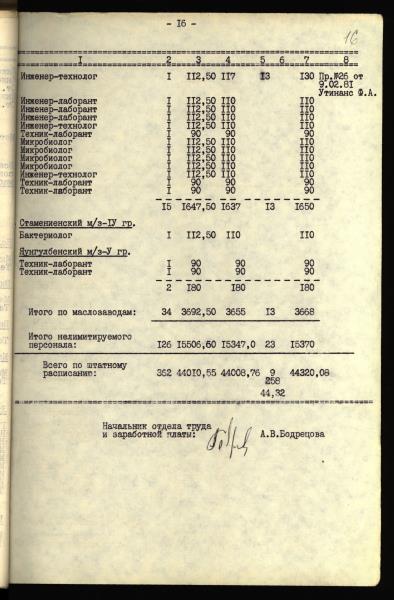 - I6 -
16
I 2 3 4 5 6 7 8
Инженер-технолог I II2,50 II7 I3 I30 Пр.№26 от
9.02.8I
Утинанс Ф.А.
Инженер-лаборант I II2,50 II0 II0
Инженер-лаборант I II2,50 II0 II0
Инженер-лаборант I II2,50 II0 II0
Инженер-технолог I II2,50 II0 II0
Техник-лаборант I 90 90 90
Микробиолог I II2,50 II0 II0
Микробиолог I II2,50 II0 II0
Микробиолог I II2,50 II0 II0
Микробиолог I II2,50 II0 II0
Инженер-технолог I II2,50 II0 II0
Техник-лаборант I 90 90 90
Техник-лаборант I 90 90 90
I5 I647,50 I637 I3 I650
Стамениенский м/з-IУ гр.
Бактериолог I II2,50 II0 II0
Яунгулбенский м/з-У гр.
Техник-лаборант I 90 90 90
Техник-лаборант I 90 90 90
2 I80 I80 I80
Итого по маслозаводам: 34 3692,50 3655 I3 3668
Итого нелимитируемого
персонала: I26 I5506,60 I5347,0 23 I5370
Всего по штатному
расписанию: 362 440I0,55 44008,76 9 44320,08
258
44,32
Начальник отдела труда
и заработной платы: А.В.Бодрецова